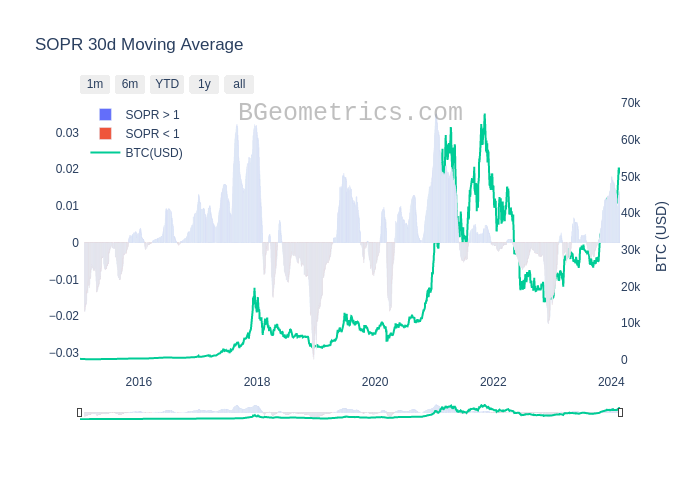 SOPR 30d Moving Average
1m 6m YTD 1y all
BGeometrics.com
SOPR > 1
SOPR < 1
BTC(USD)
0.03
0.02
0.01
0
−0.01
−0.02
−0.03
70k
60k
50k
40k
30k
20k
10k
0
BTC (USD)
2016 2018 2020 2022 2024